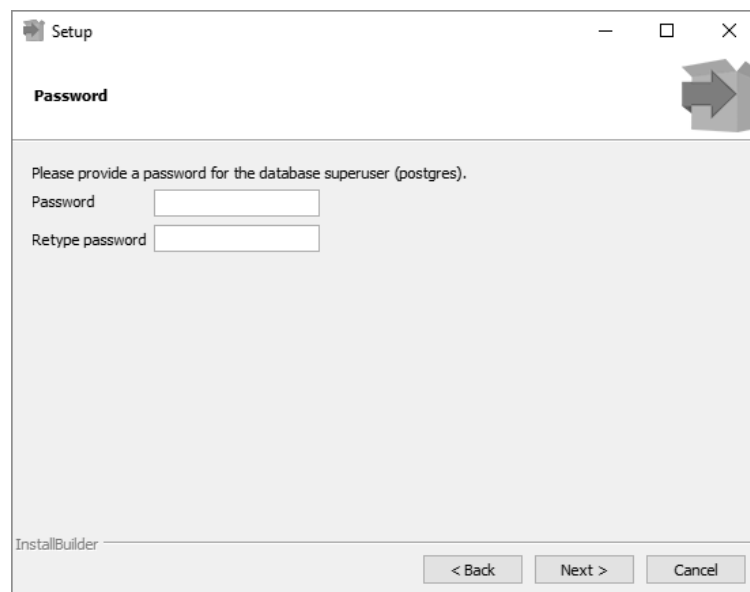 Setup
Password
Please provide a password for the database superuser (postgres).
Password
Retype password
InstallBuilder
< Back
Next >
Cancel